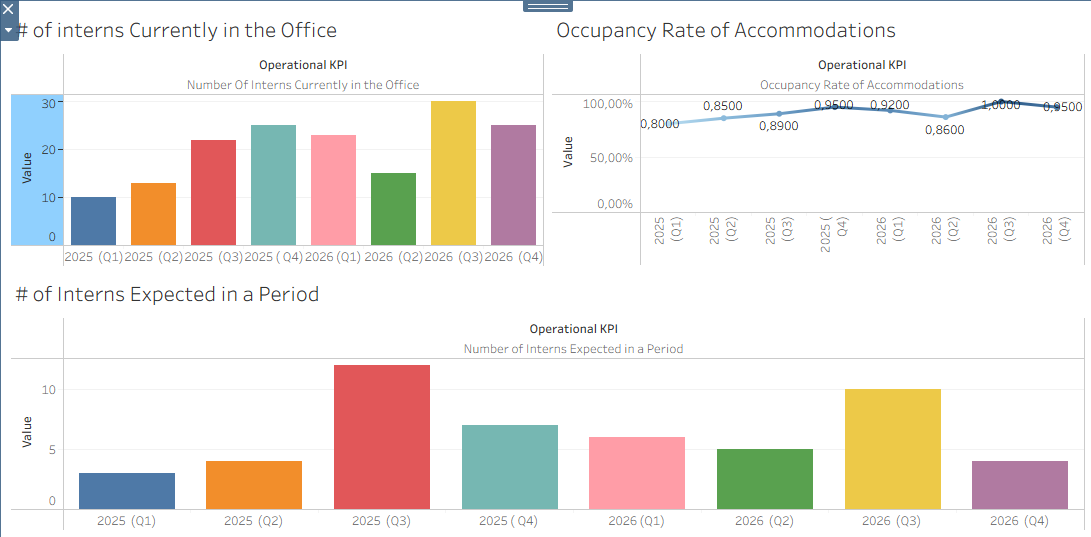 # of interns Currently in the Office
Operational KPI
Number Of Interns Currently in the Office
30
20
10
0
Value
2025 (Q1) 2025 (Q2) 2025 (Q3) 2025 ( Q4) 2026 (Q1) 2026 (Q2) 2026 (Q3) 2026 (Q4)
Occupancy Rate of Accommodations
Operational KPI
Occupancy Rate of Accommodations
100,00%
50,00%
0,00%
Value
0,8000
0,8500
0,8900
0,9500
0,9200
0,8600
1,0000
0,9500
2025 (Q1)
2025 (Q2)
2025 (Q3)
2025 ( Q4)
2026 (Q1)
2026 (Q2)
2026 (Q3)
2026 (Q4)
# of Interns Expected in a Period
Operational KPI
Number of Interns Expected in a Period
10
5
0
Value
2025 (Q1) 2025 (Q2) 2025 (Q3) 2025 ( Q4) 2026 (Q1) 2026 (Q2) 2026 (Q3) 2026 (Q4)